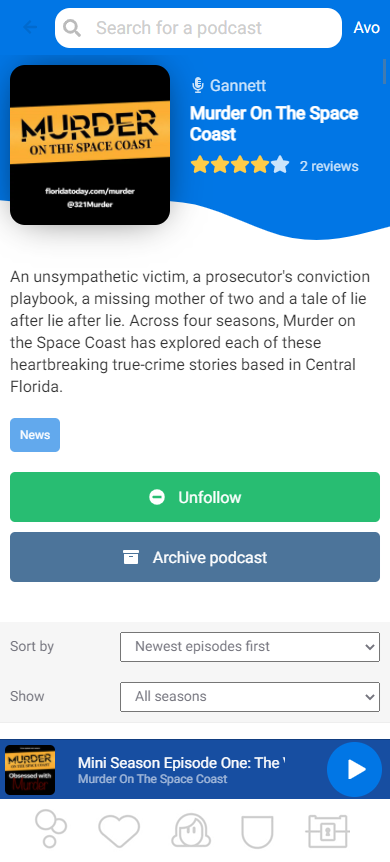 Search for a podcast
Avo
MURDER
ON THE SPACE COAST
floridatoday.com/murder
@321Murder
Gannett
Murder On The Space
Coast
2 reviews
An unsympathetic victim, a prosecutor's conviction
playbook, a missing mother of two and a tale of lie
after lie after lie. Across four seasons, Murder on
the Space Coast has explored each of these
heartbreaking true-crime stories based in Central
Florida.
News
Unfollow
Archive podcast
Sort by
Newest episodes first
Show
All seasons
MURDER
ON THE SPACE COAST
Obsessed with
Murder
Mini Season Episode One: The
Murder On The Space Coast